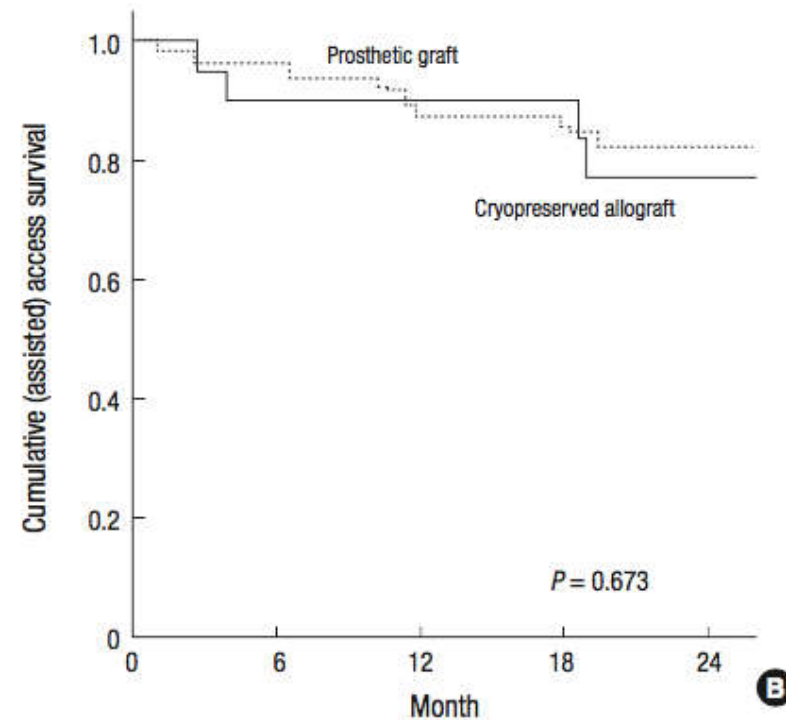 Cumulative (assisted) access survival
1.0
0.8
0.6
0.4
0.2
0
Prosthetic graft
Cryopreserved allograft
P = 0.673
0 6 12 18 24
Month
B